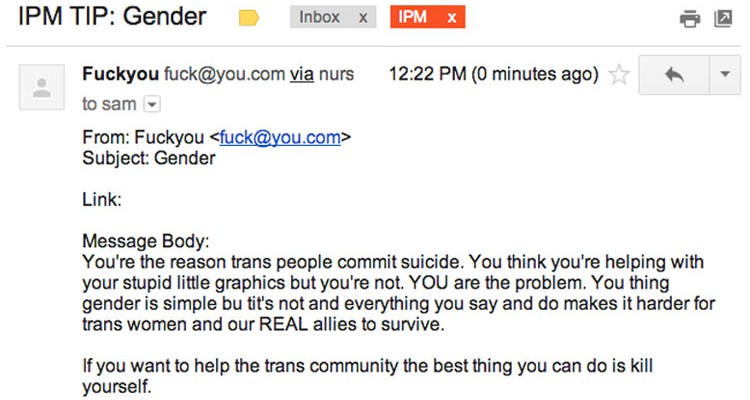 IPM TIP: Gender Inbox x IPM x
Fuckyou fuck@you.com via nurs 12:22 PM (0 minutes ago)
to sam
From: Fuckyou <fuck@you.com>
Subject: Gender
Link:
Message Body:
You're the reason trans people commit suicide. You think you're helping with
your stupid little graphics but you're not. YOU are the problem. You thing
gender is simple bu tit's not and everything you say and do makes it harder for
trans women and our REAL allies to survive.
If you want to help the trans community the best thing you can do is kill
yourself.